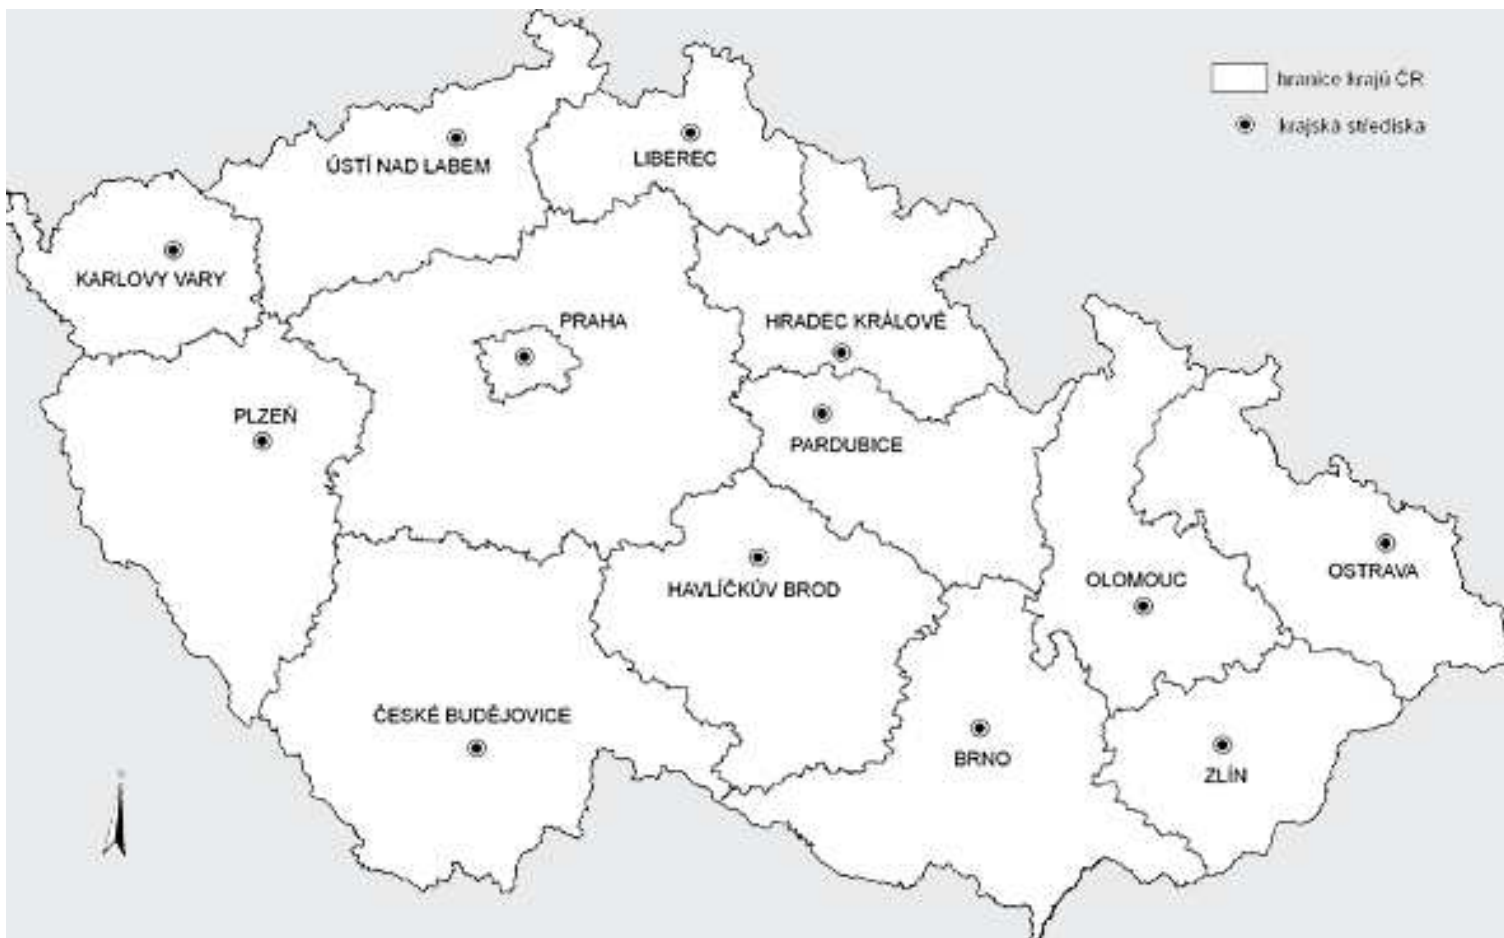 hranice krajů ČR
krajská střediska
ÚSTÍ NAD LABEM
LIBEREC
KARLOVY VARY
PRAHA
HRADEC KRÁLOVÉ
PLZEŇ
PARDUBICE
HAVLÍČKŮV BROD
OLOMOUC
OSTRAVA
ČESKÉ BUDĚJOVICE
BRNO
ZLÍN